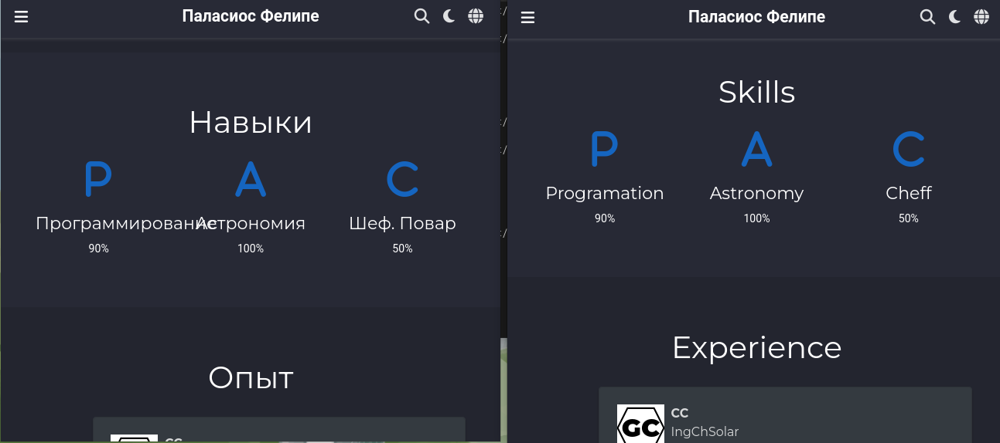 Паласиос Фелипе
Навыки
P A C
Программирование Астрономия Шеф. Повар
90% 100% 50%
Опыт
CC
Паласиос Фелипе
Skills
P A C
Programation Astronomy Cheff
90% 100% 50%
Experience
GC
CC
IngChSolar